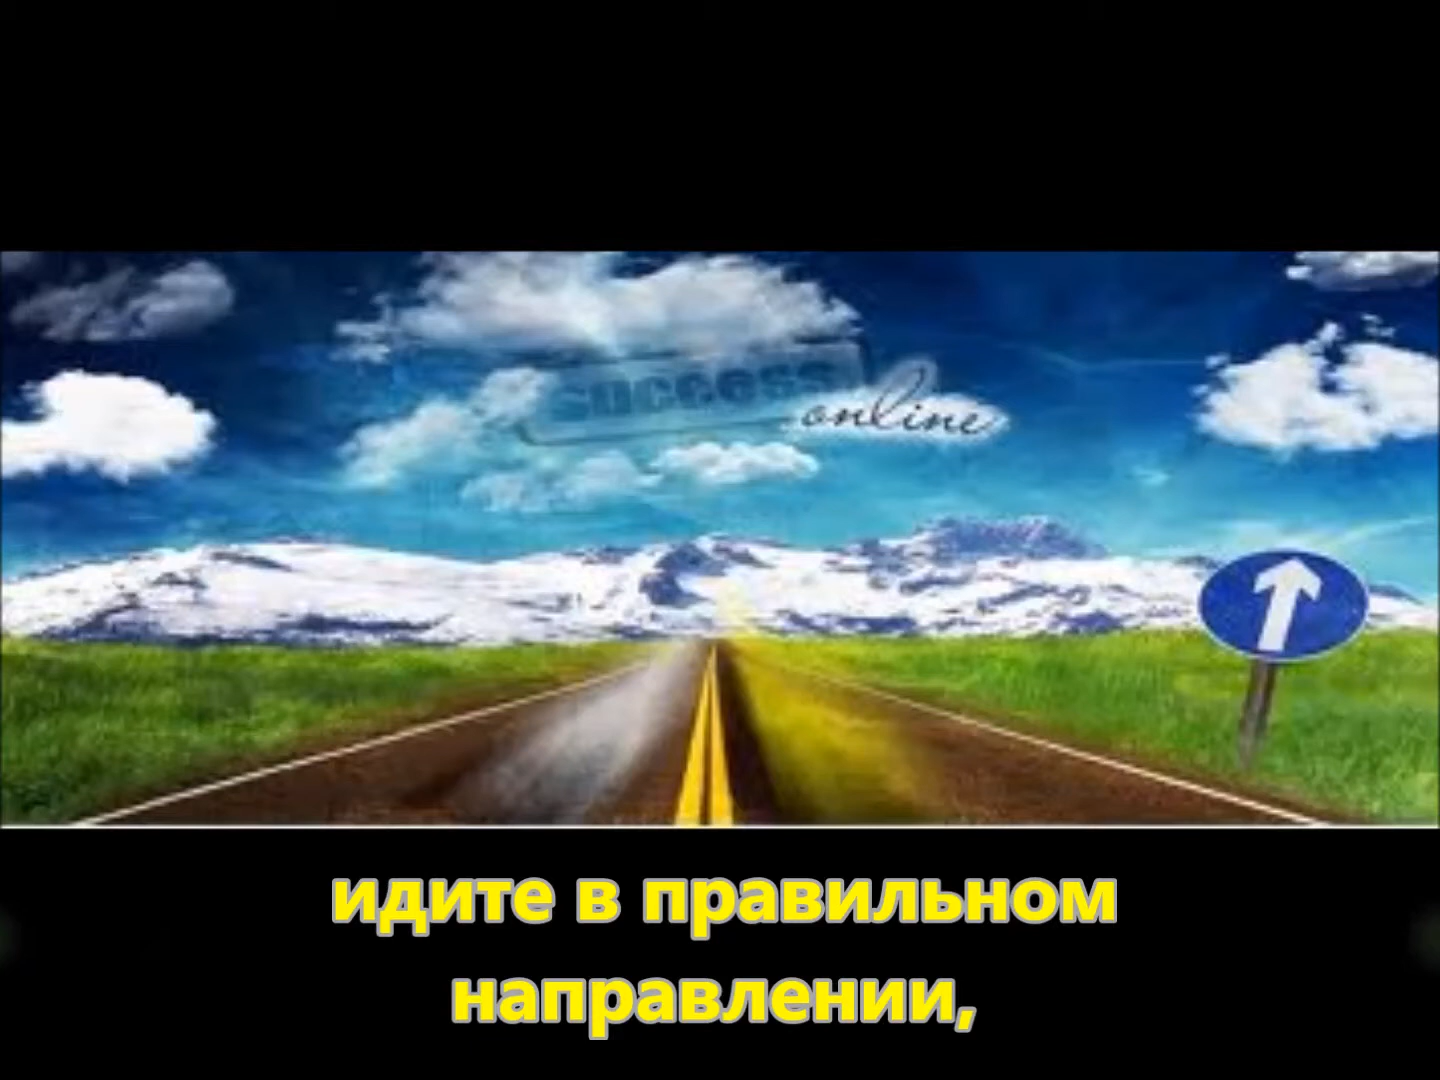 success
online
идите в правильном
направлении,